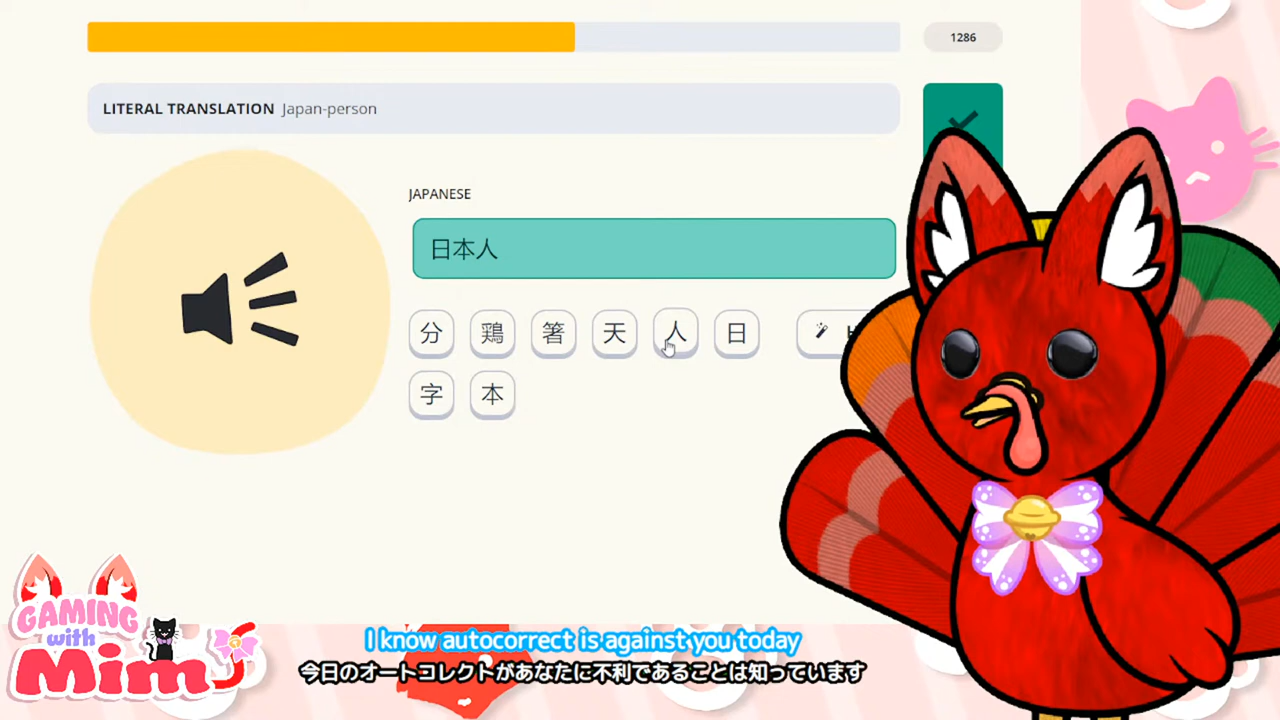 1286
LITERAL TRANSLATION Japan-person
JAPANESE
日本人
分 鶏 箸 天 人 日
字 本
GAMING
with
Mim
I know autocorrect is against you today
今日のオートコレクトがあなたに不利であることは知っています